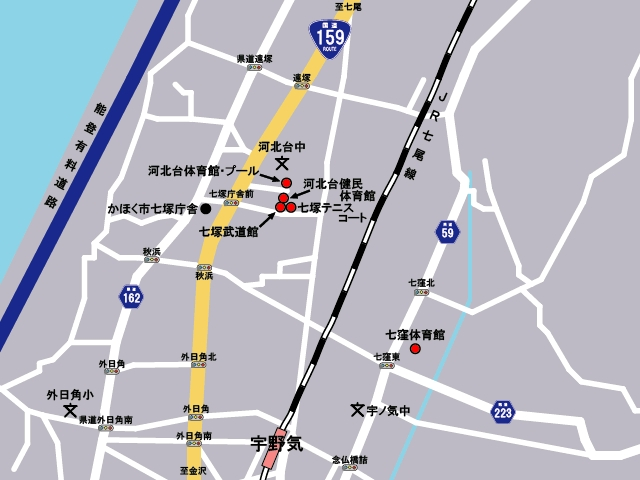 至七尾
国道
159
ROUTE
県道遠塚
遠塚
能登有料道路
JR七尾線
河北台中
河北台体育館・プール
河北台健民
体育館
七塚庁舎前
かほく市七塚庁舎
七塚テニス
コート
七塚武道館
59
秋浜
秋浜
七窪北
162
七窪体育館
外日角
外日角北
七窪東
外日角小
宇ノ気中
223
県道外日角南
外日角
外日角南
宇野気
念仏橋詰
至金沢